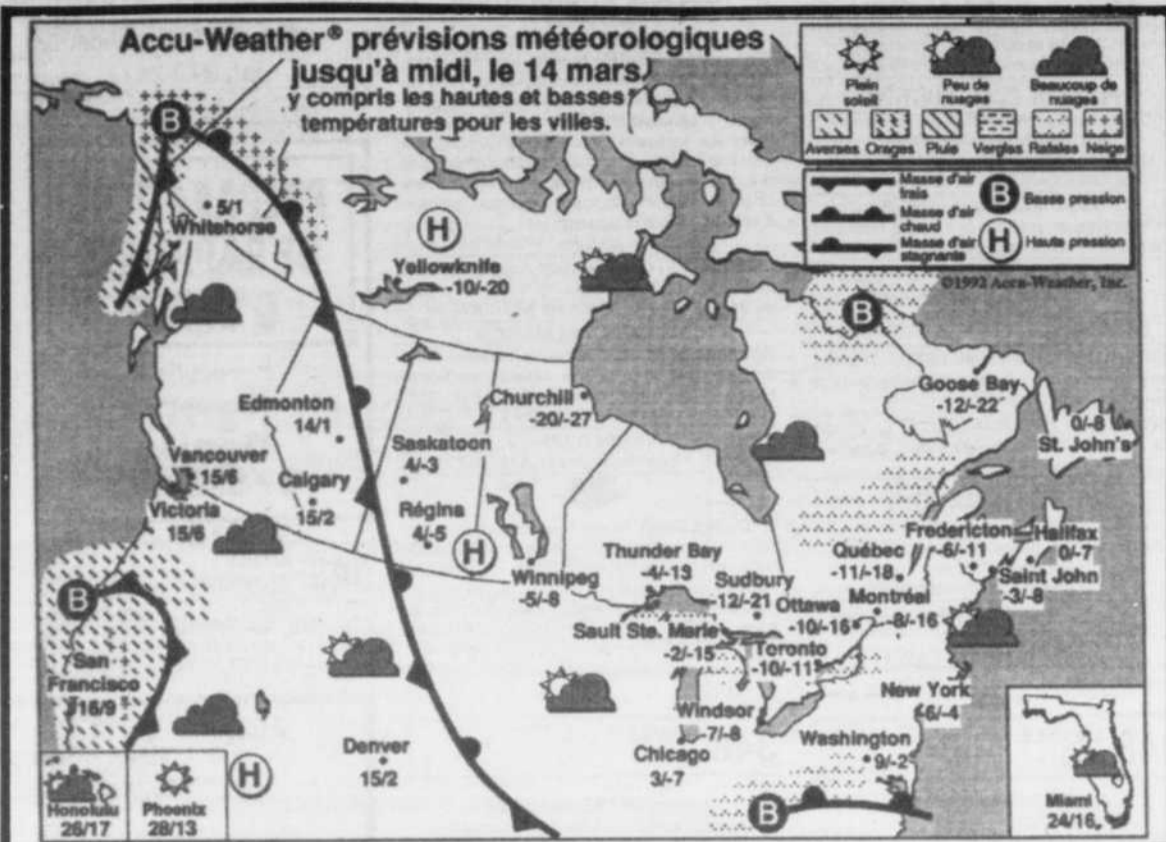 Accu-Weather® prévisions météorologiques
jusqu'à midi, le 14 mars.
y compris les hautes et basses
températures pour les villes.
Plein
soleil
Peu de
nuages
Beaucoup de
nuages
Averses Orages Pluie Verglas Rafales Neige
Masse d'air
frais
Masse d'air
chaud
Masse d'air
stagnante
B Basse pression
H Haute pression
©1992 Accu-Weather, Inc.
B
5/1
Whitehorse
H
Yellowknife
-10/-20
B
Goose Bay
-12/-22
0/-8
St. John's
Churchill
-20/-27
Edmonton
14/1
Saskatoon
4/-3
Vancouver
15/6
Calgary
15/2
Victoria
15/6
Régina
4/-5
H
Winnipeg
-5/-8
Thunder Bay
-4/-13
Sudbury
-12/-21
Ottawa
-10/-16
Québec
-11/-18
Montréal
-8/-16
Fredericton
-6/-11
Halifax
0/-7
Saint John
-3/-8
Sault Ste. Marie
-2/-15
Toronto
-10/-11
B
San
Francisco
16/9
Windsor
-7/-8
Chicago
3/-7
New York
-6/-4
Washington
9/-2
Denver
15/2
H
B
Honolulu
26/17
Phoenix
28/13
Miami
24/16